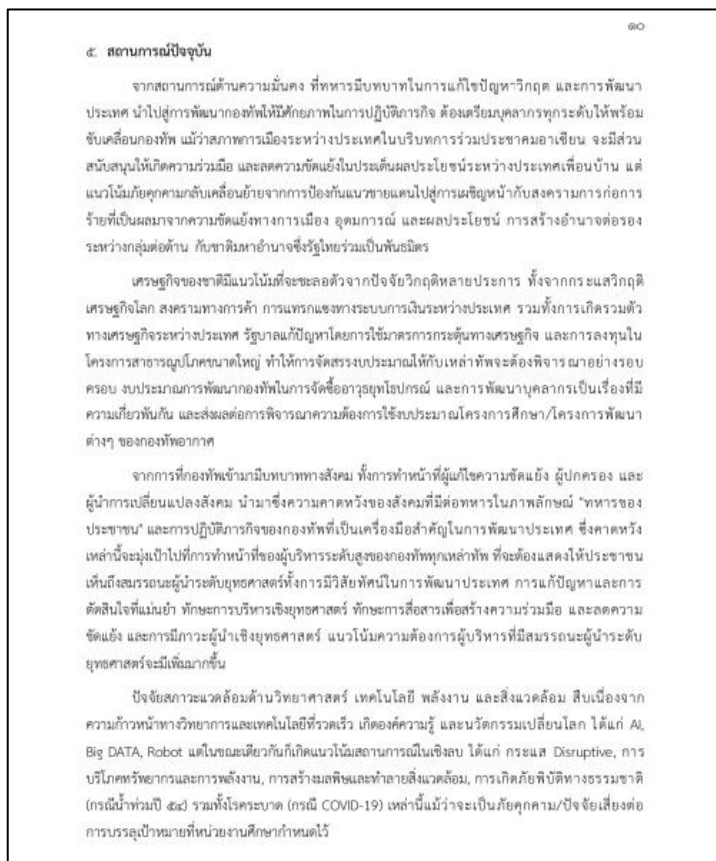 ๑๐
๕. สถานการณ์ปัจจุบัน
จากสถานการณ์ด้านความมั่นคง ที่ทหารมีบทบาทในการแก้ไขปัญหาวิกฤต และการพัฒนา
ประเทศ นำไปสู่การพัฒนากองทัพให้มีศักยภาพในการปฏิบัติภารกิจ ต้องเตรียมบุคลากรทุกระดับให้พร้อม
ขับเคลื่อนกองทัพ แม้ว่าสภาพการเมืองระหว่างประเทศในบริบทการร่วมประชาคมอาเซียน จะมีส่วน
สนับสนุนให้เกิดความร่วมมือ และลดความขัดแย้งในประเด็นผลประโยชน์ระหว่างประเทศเพื่อนบ้าน แต่
แนวโน้มภัยคุกคามกลับเคลื่อนย้ายจากการป้องกันแนวชายแดนไปสู่การเผชิญหน้ากับสงครามการก่อการ
ร้ายที่เป็นผลมาจากความขัดแย้งทางการเมือง อุดมการณ์ และผลประโยชน์ การสร้างอำนาจต่อรอง
ระหว่างกลุ่มต่อต้าน กับชาติมหาอำนาจซึ่งรัฐไทยร่วมเป็นพันธมิตร
เศรษฐกิจของชาติมีแนวโน้มที่จะชะลอตัวจากปัจจัยวิกฤติหลายประการ ทั้งจากกระแสวิกฤติ
เศรษฐกิจโลก สงครามทางการค้า การแทรกแซงทางระบบการเงินระหว่างประเทศ รวมทั้งการเกิดรวมตัว
ทางเศรษฐกิจระหว่างประเทศ รัฐบาลแก้ปัญหาโดยการใช้มาตรการกระตุ้นทางเศรษฐกิจ และการลงทุนใน
โครงการสาธารณูปโภคขนาดใหญ่ ทำให้การจัดสรรงบประมาณให้กับเหล่าทัพจะต้องพิจารณาอย่างรอบ
ครอบ งบประมาณการพัฒนากองทัพในการจัดซื้ออาวุธยุทโธปกรณ์ และการพัฒนาบุคลากรเป็นเรื่องที่มี
ความเกี่ยวพันกัน และส่งผลต่อการพิจารณาความต้องการใช้งบประมาณโครงการศึกษา/โครงการพัฒนา
ต่างๆ ของกองทัพอากาศ
จากการที่กองทัพเข้ามามีบทบาททางสังคม ทั้งการทำหน้าที่ผู้แก้ไขความขัดแย้ง ผู้ปกครอง และ
ผู้นำการเปลี่ยนแปลงสังคม นำมาซึ่งความคาดหวังของสังคมที่มีต่อทหารในภาพลักษณ์ "ทหารของ
ประชาชน" และการปฏิบัติภารกิจของกองทัพที่เป็นเครื่องมือสำคัญในการพัฒนาประเทศ ซึ่งคาดหวัง
เหล่านี้จะมุ่งเป้าไปที่การทำหน้าที่ของผู้บริหารระดับสูงของกองทัพทุกเหล่าทัพ ที่จะต้องแสดงให้ประชาชน
เห็นถึงสมรรถนะผู้นำระดับยุทธศาสตร์ทั้งการมีวิสัยทัศน์ในการพัฒนาประเทศ การแก้ปัญหาและการ
ตัดสินใจที่แม่นยำ ทักษะการบริหารเชิงยุทธศาสตร์ ทักษะการสื่อสารเพื่อสร้างความร่วมมือ และลดความ
ขัดแย้ง และการมีภาวะผู้นำเชิงยุทธศาสตร์ แนวโน้มความต้องการผู้บริหารที่มีสมรรถนะผู้นำระดับ
ยุทธศาสตร์จะมีเพิ่มมากขึ้น
ปัจจัยสภาวะแวดล้อมด้านวิทยาศาสตร์ เทคโนโลยี พลังงาน และสิ่งแวดล้อม สืบเนื่องจาก
ความก้าวหน้าทางวิทยาการและเทคโนโลยีที่รวดเร็ว เกิดองค์ความรู้ และนวัตกรรมเปลี่ยนโลก ได้แก่ AI,
Big DATA, Robot แต่ในขณะเดียวกันก็เกิดแนวโน้มสถานการณ์ในเชิงลบ ได้แก่ กระแส Disruptive, การ
บริโภคทรัพยากรและการพลังงาน, การสร้างมลพิษและทำลายสิ่งแวดล้อม, การเกิดภัยพิบัติทางธรรมชาติ
(กรณีน้ำท่วมปี ๕๔) รวมทั้งโรคระบาด (กรณี COVID-19) เหล่านี้แม้ว่าจะเป็นภัยคุกคาม/ปัจจัยเสี่ยงต่อ
การบรรลุเป้าหมายที่หน่วยงานศึกษากำหนดไว้